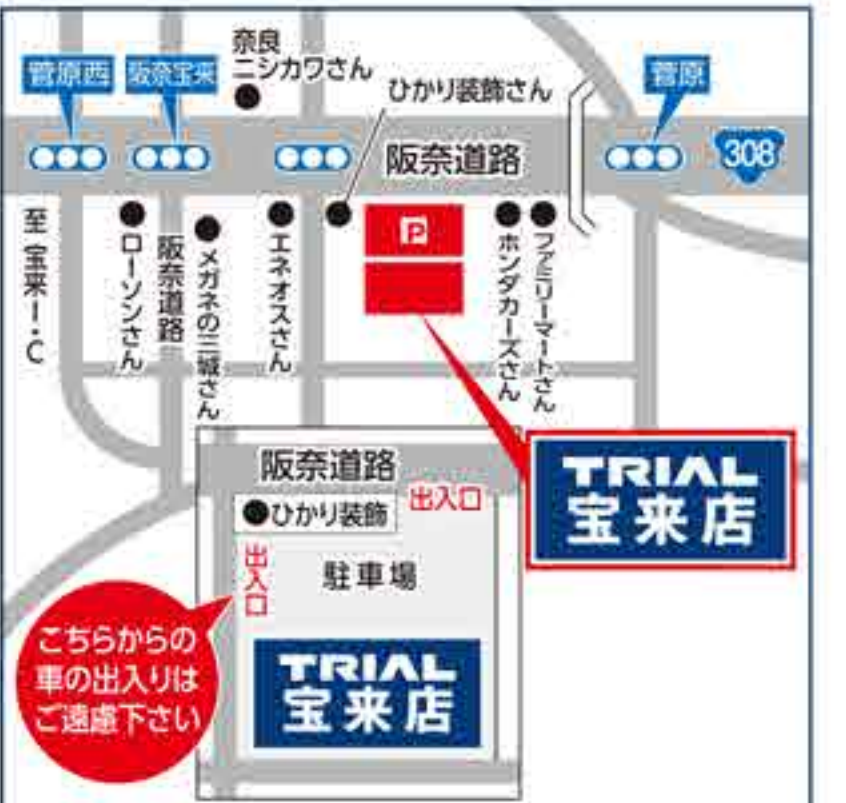 奈良
ニシカワさん
菅原西
阪奈宝来
ひかり装飾さん
菅原
阪奈道路
308
至 宝来I・C
ローソンさん
阪奈道路
メガネの三城さん
エネオスさん
P
ホンダカーズさん
ファミリーマートさん
TRIAL
宝来店
阪奈道路
出入口
ひかり装飾
出入口
駐車場
こちらからの
車の出入りは
ご遠慮下さい
TRIAL
宝来店